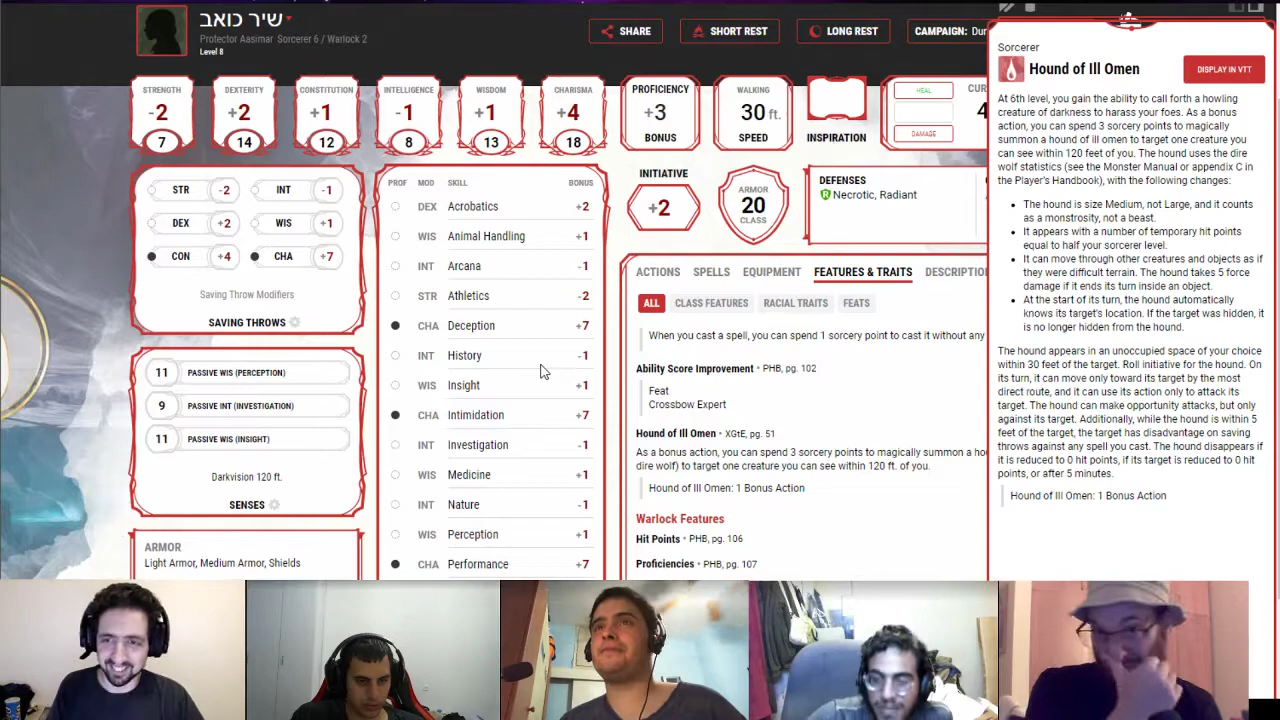 שיר כואב
Protector Aasimar Sorcerer 6 / Warlock 2
Level 8
SHARE
SHORT REST
LONG REST
CAMPAIGN:
STRENGTH
-2
7
DEXTERITY
+2
14
CONSTITUTION
+1
12
INTELLIGENCE
-1
8
WISDOM
+1
13
CHARISMA
+4
18
PROFICIENCY
+3
BONUS
WALKING
30 ft.
SPEED
INSPIRATION
HEAL
DAMAGE
STR -2
INT -1
DEX +2
WIS +1
CON +4
CHA +7
Saving Throw Modifiers
SAVING THROWS
11 PASSIVE WIS (PERCEPTION)
9 PASSIVE INT (INVESTIGATION)
11 PASSIVE WIS (INSIGHT)
Darkvision 120 ft.
SENSES
ARMOR
Light Armor, Medium Armor, Shields
PROF MOD SKILL BONUS
DEX Acrobatics +2
WIS Animal Handling +1
INT Arcana -1
STR Athletics -2
CHA Deception +7
INT History -1
WIS Insight +1
CHA Intimidation +7
INT Investigation -1
WIS Medicine +1
INT Nature -1
WIS Perception +1
CHA Performance +7
INITIATIVE
+2
ARMOR
20
CLASS
DEFENSES
Necrotic, Radiant
ACTIONS SPELLS EQUIPMENT FEATURES & TRAITS
ALL CLASS FEATURES RACIAL TRAITS FEATS
When you cast a spell, you can spend 1 sorcery point to cast it without any
Ability Score Improvement • PHB, pg. 102
Feat
Crossbow Expert
Hound of Ill Omen • XGtE, pg. 51
As a bonus action, you can spend 3 sorcery points to magically summon a
dire wolf) to target one creature you can see within 120 ft. of you.
Hound of Ill Omen: 1 Bonus Action
Warlock Features
Hit Points • PHB, pg. 106
Proficiencies • PHB, pg. 107
Sorcerer
Hound of Ill Omen
DISPLAY IN VTT
At 6th level, you gain the ability to call forth a howling
creature of darkness to harass your foes. As a bonus
action, you can spend 3 sorcery points to magically
summon a hound of ill omen to target one creature you
can see within 120 feet of you. The hound uses the dire
wolf statistics (see the Monster Manual or appendix C in
the Player's Handbook), with the following changes:
• The hound is size Medium, not Large, and it counts
as a monstrosity, not a beast.
• It appears with a number of temporary hit points
equal to half your sorcerer level.
• It can move through other creatures and objects as if
they were difficult terrain. The hound takes 5 force
damage if it ends its turn inside an object.
• At the start of its turn, the hound automatically
knows its target's location. If the target was hidden, it
is no longer hidden from the hound.
The hound appears in an unoccupied space of your choice
within 30 feet of the target. Roll initiative for the hound. On
its turn, it can move only toward its target by the most
direct route, and it can use its action only to attack its
target. The hound can make opportunity attacks, but only
against its target. Additionally, while the hound is within 5
feet of the target, the target has disadvantage on saving
throws against any spell you cast. The hound disappears if
it is reduced to 0 hit points, if its target is reduced to 0 hit
points, or after 5 minutes.
Hound of Ill Omen: 1 Bonus Action